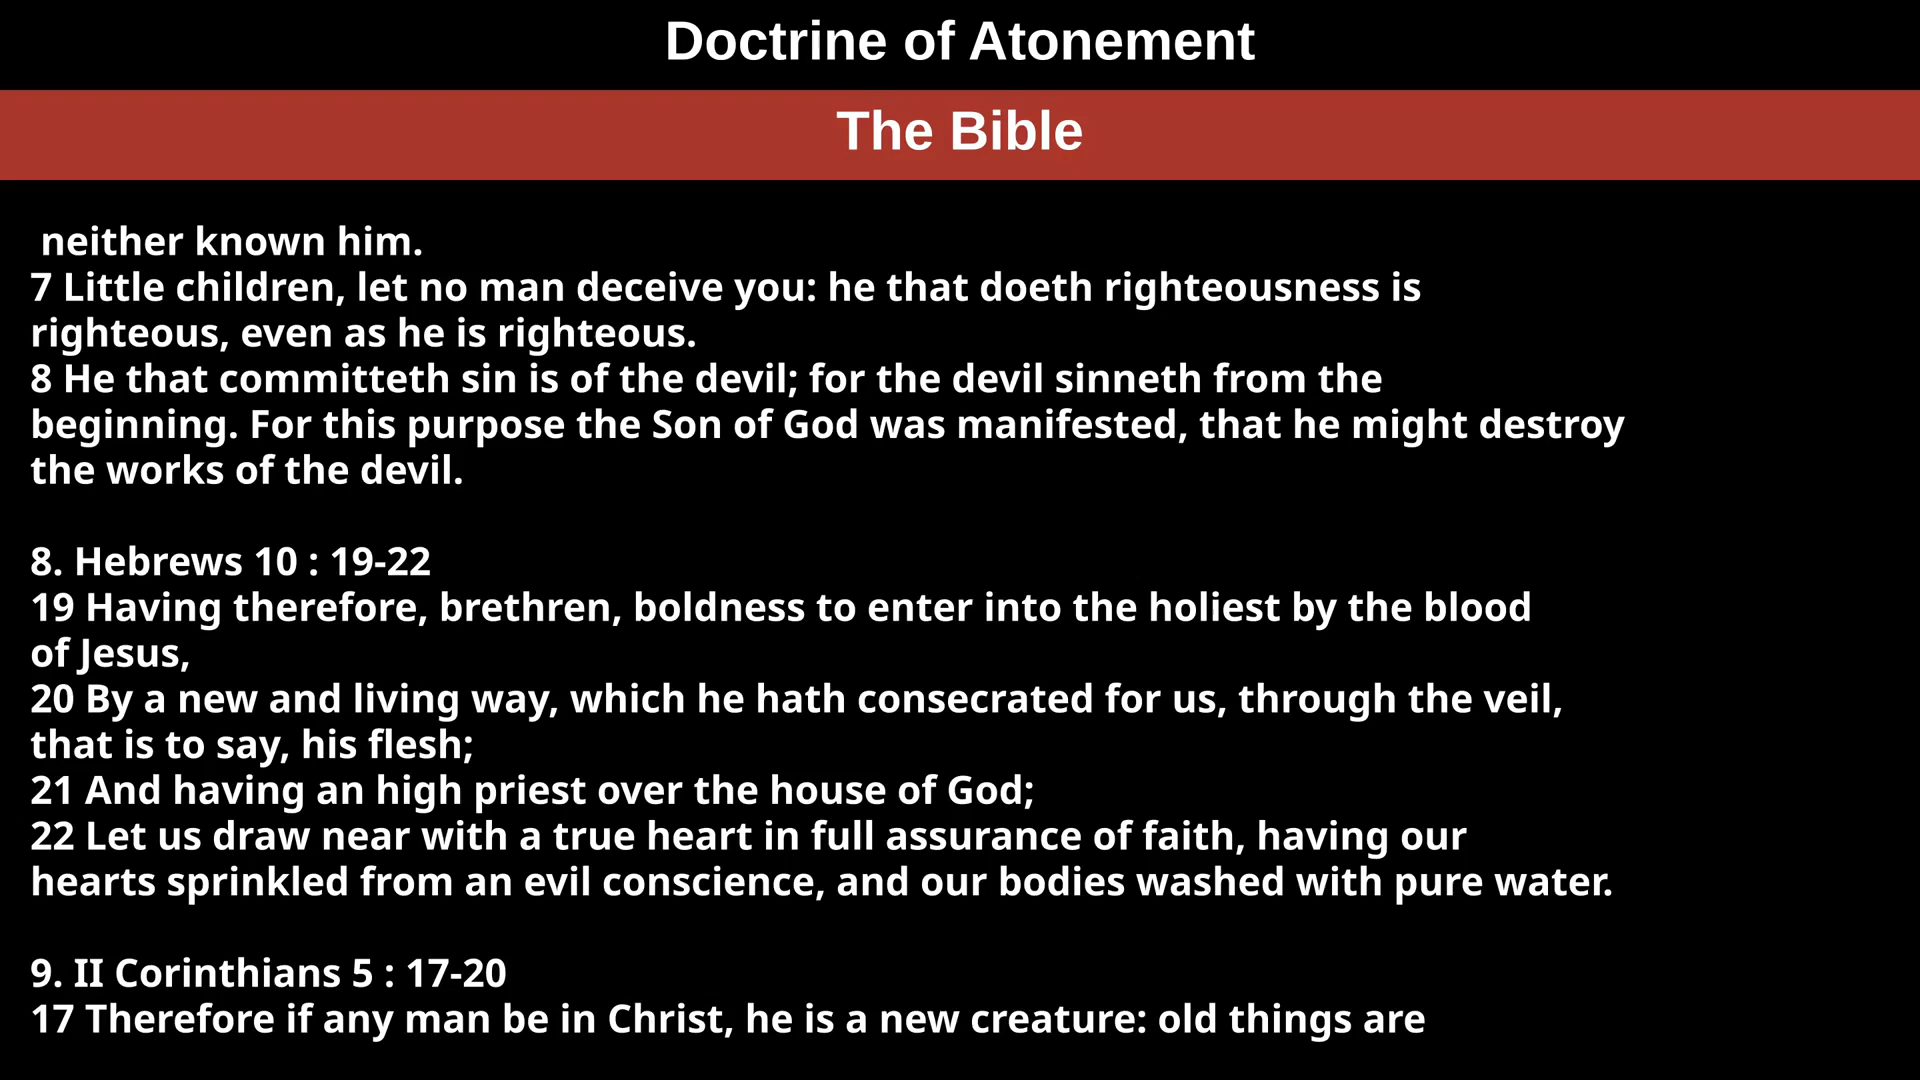 Doctrine of Atonement
The Bible
neither known him.
7 Little children, let no man deceive you: he that doeth righteousness is
righteous, even as he is righteous.
8 He that committeth sin is of the devil; for the devil sinneth from the
beginning. For this purpose the Son of God was manifested, that he might destroy
the works of the devil.
8. Hebrews 10 : 19-22
19 Having therefore, brethren, boldness to enter into the holiest by the blood
of Jesus,
20 By a new and living way, which he hath consecrated for us, through the veil,
that is to say, his flesh;
21 And having an high priest over the house of God;
22 Let us draw near with a true heart in full assurance of faith, having our
hearts sprinkled from an evil conscience, and our bodies washed with pure water.
9. II Corinthians 5 : 17-20
17 Therefore if any man be in Christ, he is a new creature: old things are